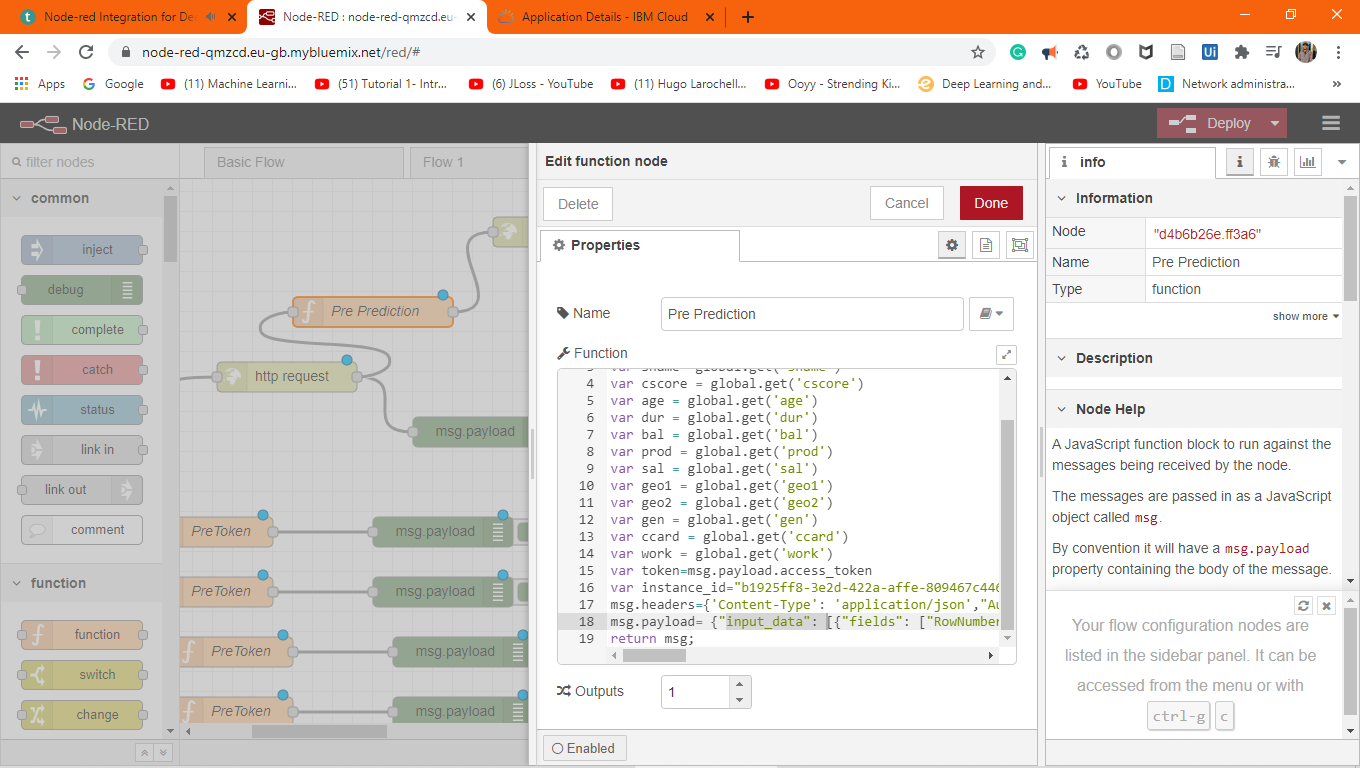 Node-red Integration for De
Node-RED : node-red-qmzcd.eu-
Application Details - IBM Cloud
node-red-qmzcd.eu-gb.mybluemix.net/red/#
Apps
Google
(11) Machine Learni...
(51) Tutorial 1- Intr...
(6) JLoss - YouTube
(11) Hugo Larochell...
Ooyy - Strending Ki...
Deep Learning and...
YouTube
Network administra...
Node-RED
Deploy
filter nodes
Basic Flow
Flow 1
Edit function node
info
common
Delete
Cancel
Done
Information
Node "d4b6b26e.ff3a6"
Name Pre Prediction
Type function
show more
Properties
inject
debug
complete
catch
status
link in
link out
comment
function
function
switch
change
Pre Prediction
http request
msg.payload
PreToken
msg.payload
PreToken
msg.payload
PreToken
msg.payload
PreToken
msg.payload
Name
Pre Prediction
Function
4 var cscore = global.get('cscore')
5 var age = global.get('age')
6 var dur = global.get('dur')
7 var bal = global.get('bal')
8 var prod = global.get('prod')
9 var sal = global.get('sal')
10 var geo1 = global.get('geo1')
11 var geo2 = global.get('geo2')
12 var gen = global.get('gen')
13 var ccard = global.get('ccard')
14 var work = global.get('work')
15 var token=msg.payload.access_token
16 var instance_id="b1925ff8-3e2d-422a-affe-809467c446
17 msg.headers={'Content-Type': 'application/json',"Au
18 msg.payload= {"input_data": [{"fields": ["RowNumber
19 return msg;
Outputs
1
Enabled
Description
Node Help
A JavaScript function block to run against the
messages being received by the node.
The messages are passed in as a JavaScript
object called msg.
By convention it will have a msg.payload
property containing the body of the message.
Your flow configuration nodes are
listed in the sidebar panel. It can be
accessed from the menu or with
ctrl-g c